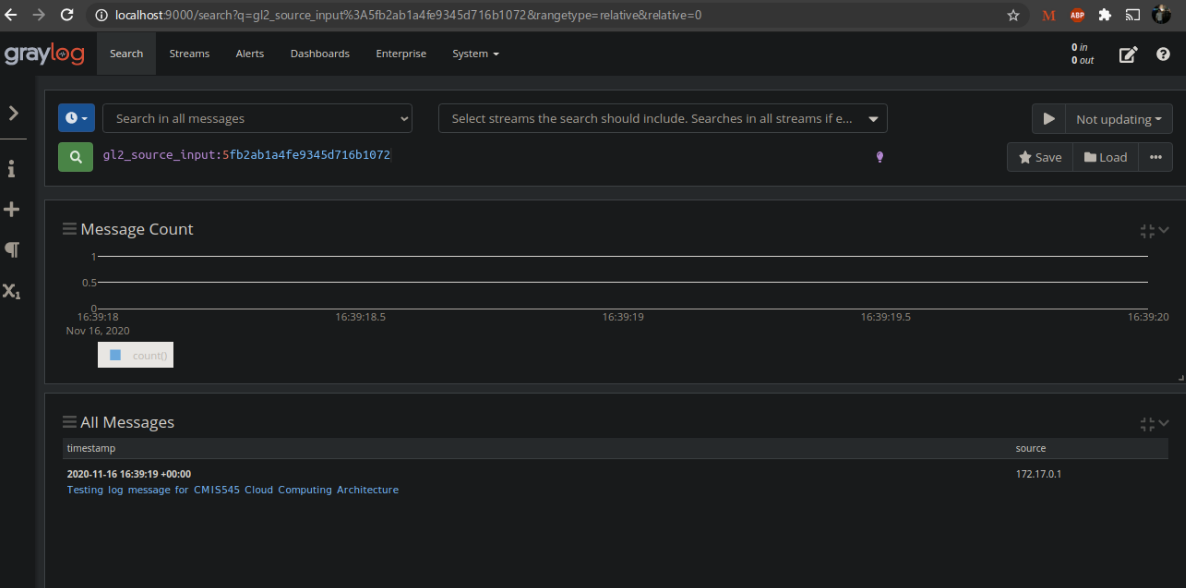 localhost:9000/search?q=gl2_source_input%3A5fb2ab1a4fe9345d716b1072&rangetype=relative&relative=0
M ABP
graylog Search Streams Alerts Dashboards Enterprise System
0 in
0 out
Search in all messages Select streams the search should include. Searches in all streams if e... Not updating
gl2_source_input:5fb2ab1a4fe9345d716b1072
Save Load
Message Count
1
0.5
0
16:39:18 16:39:18.5 16:39:19 16:39:19.5 16:39:20
Nov 16, 2020
count()
X1
All Messages
timestamp source
2020-11-16 16:39:19 +00:00 172.17.0.1
Testing log message for CMIS545 Cloud Computing Architecture